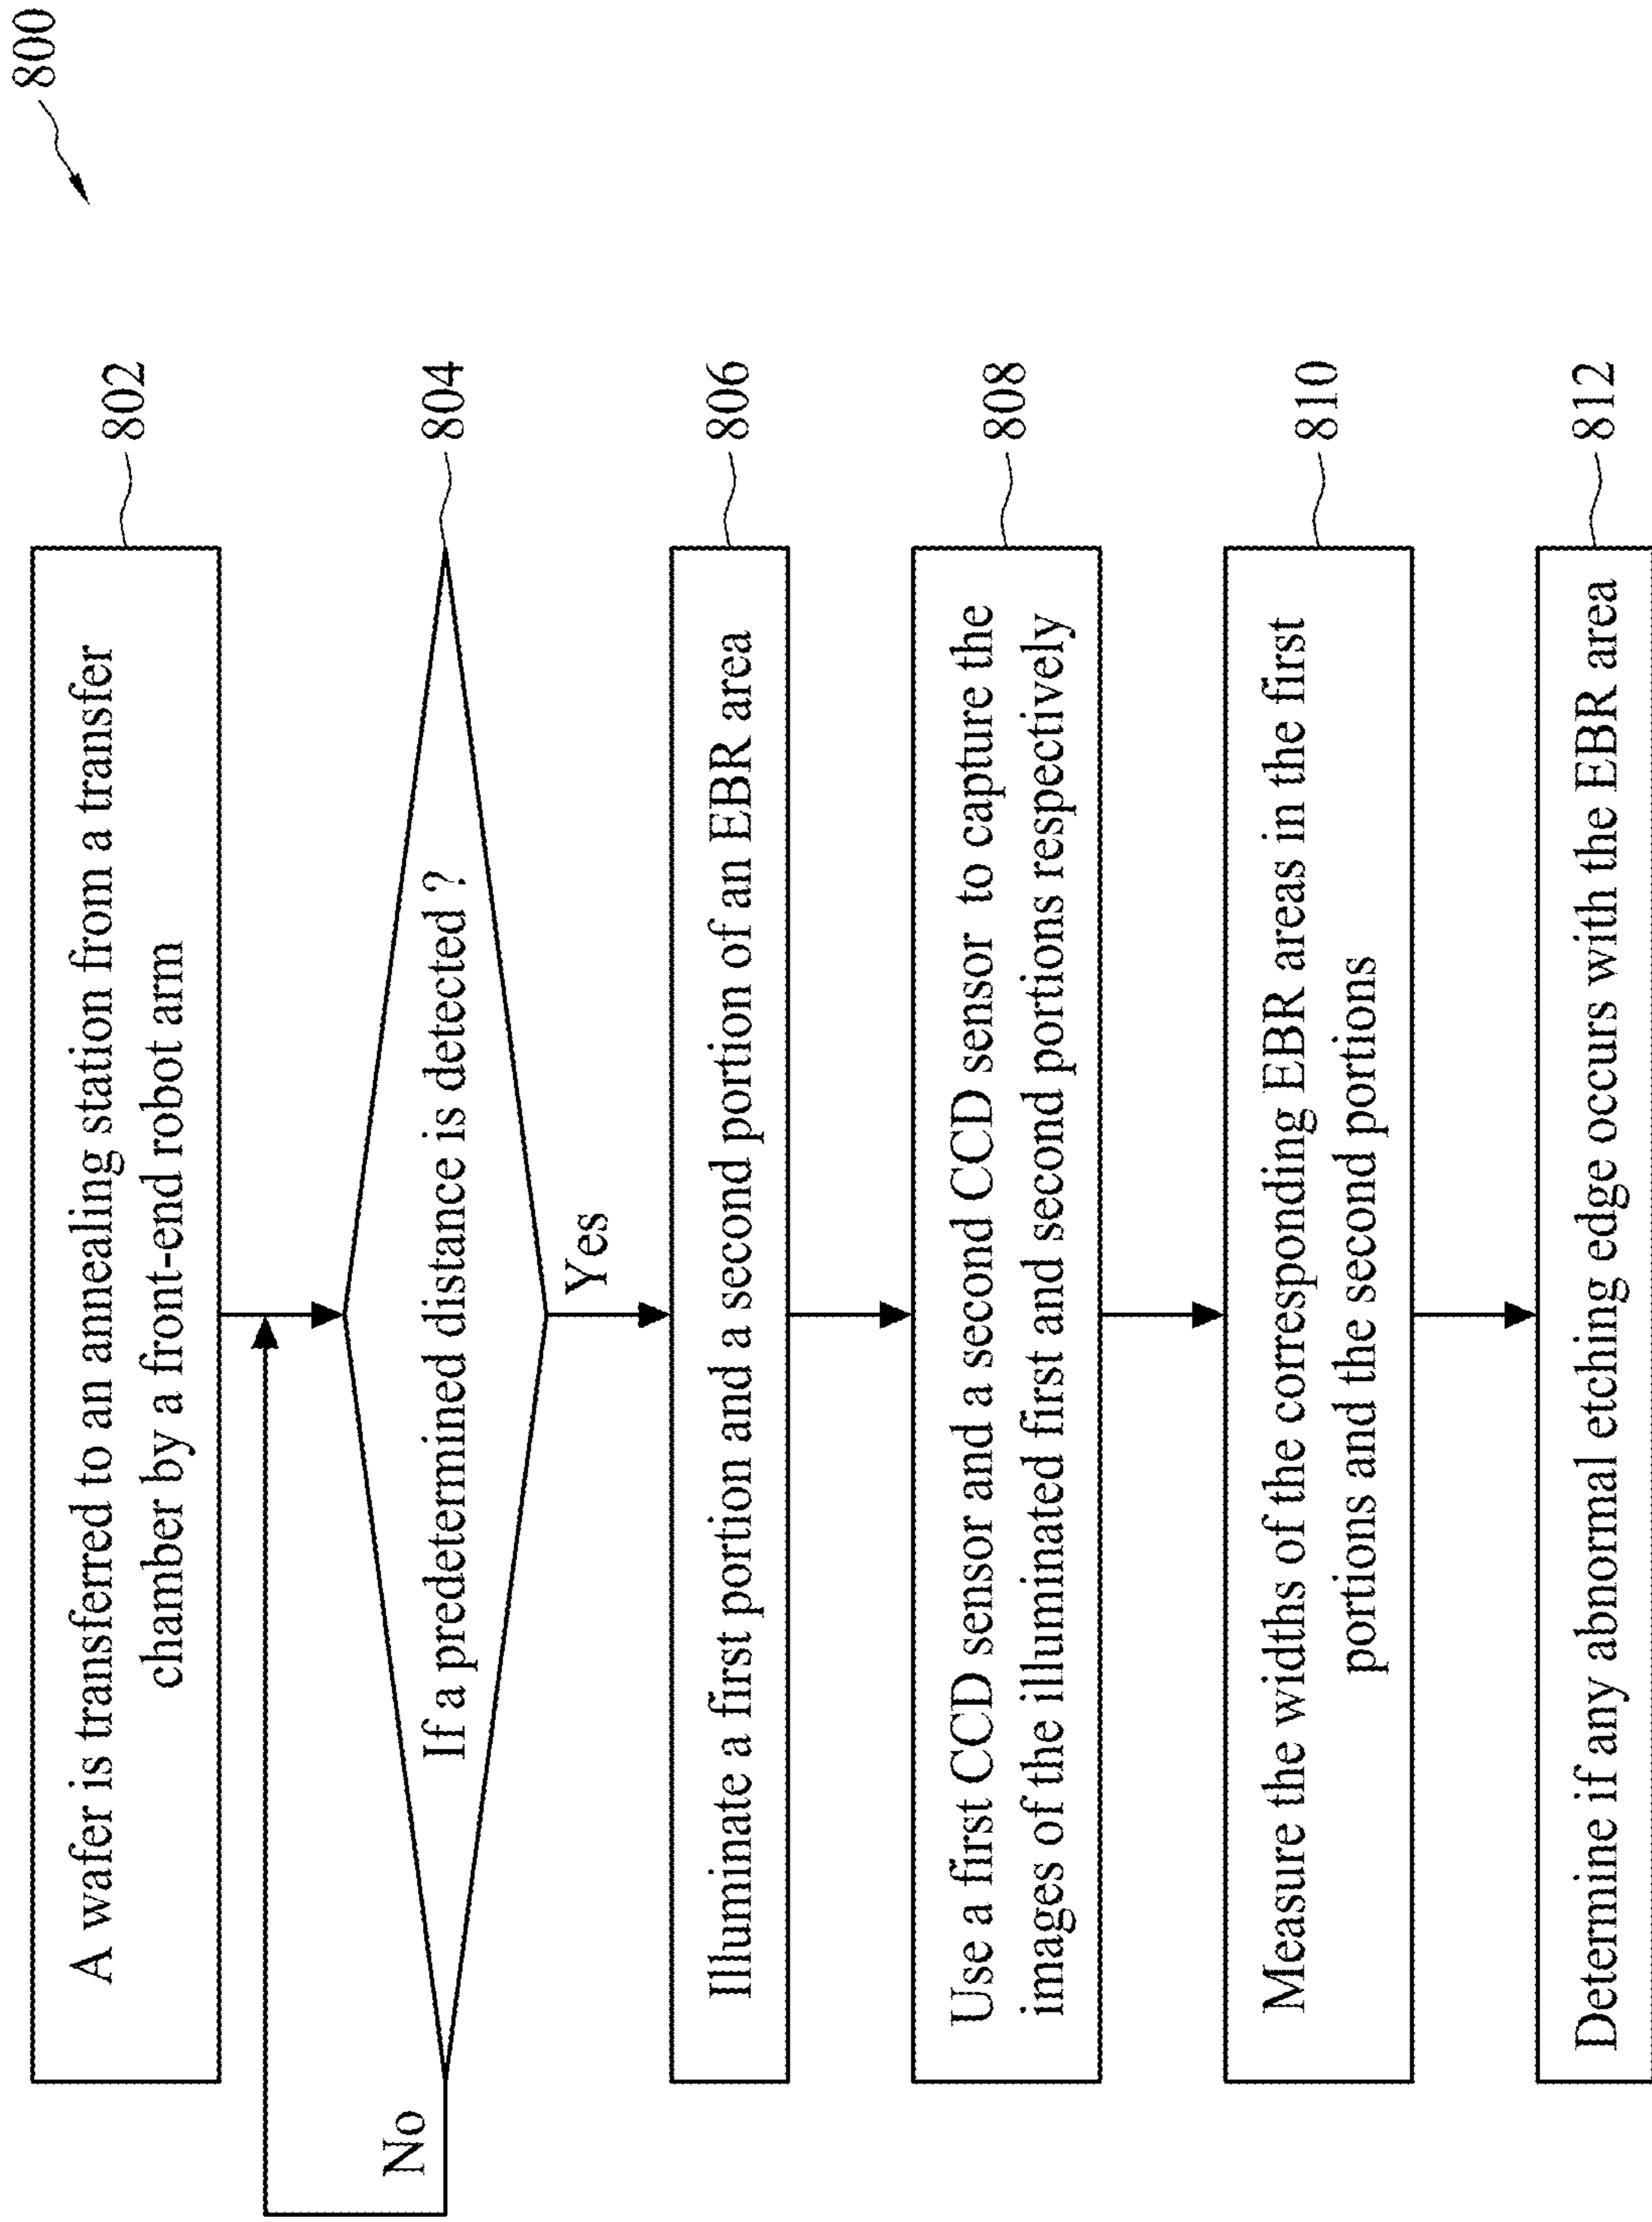 800
A wafer is transferred to an annealing station from a transfer
chamber by a front-end robot arm
802
If a predetermined distance is detected ?
804
No
Yes
Illuminate a first portion and a second portion of an EBR area
806
Use a first CCD sensor and a second CCD sensor to capture the
images of the illuminated first and second portions respectively
808
Measure the widths of the corresponding EBR areas in the first
portions and the second portions
810
Determine if any abnormal etching edge occurs with the EBR area
812